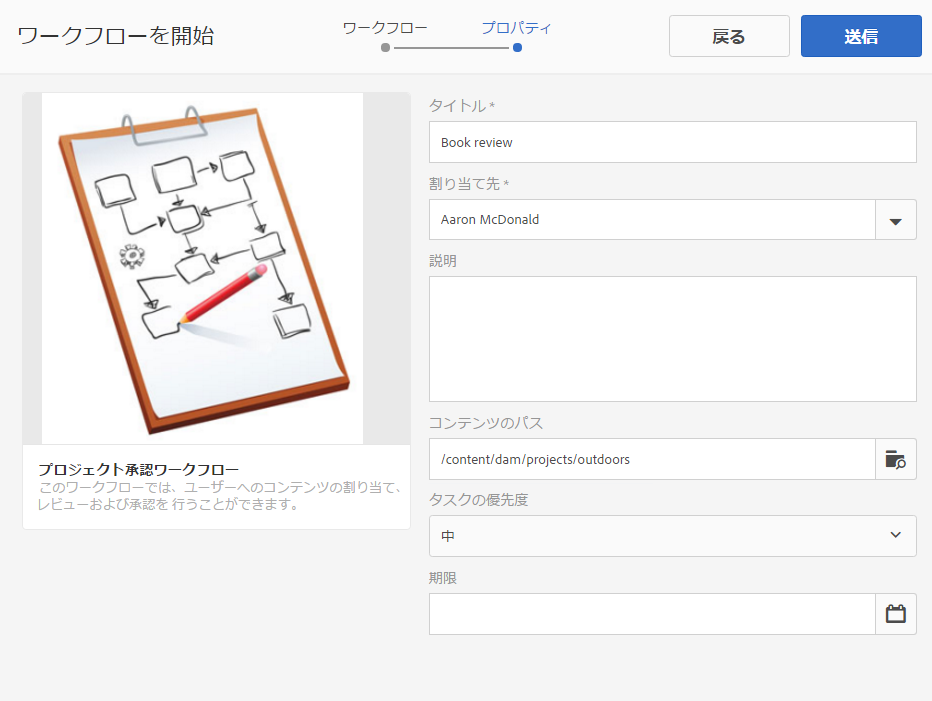 ワークフローを開始
ワークフロー
プロパティ
戻る
送信
タイトル *
Book review
割り当て先 *
Aaron McDonald
説明
コンテンツのパス
/content/dam/projects/outdoors
タスクの優先度
中
期限
プロジェクト承認ワークフロー
このワークフローでは、ユーザーへのコンテンツの割り当て、
レビューおよび承認を 行うことができます。